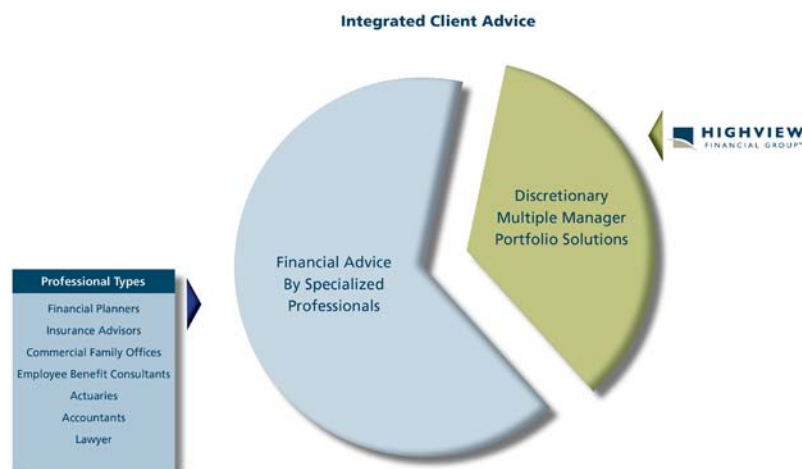 Integrated Client Advice
HIGHVIEW
FINANCIAL GROUP
Discretionary
Multiple Manager
Portfolio Solutions
Financial Advice
By Specialized
Professionals
Professional Types
Financial Planners
Insurance Advisors
Commercial Family Offices
Employee Benefit Consultants
Actuaries
Accountants
Lawyer